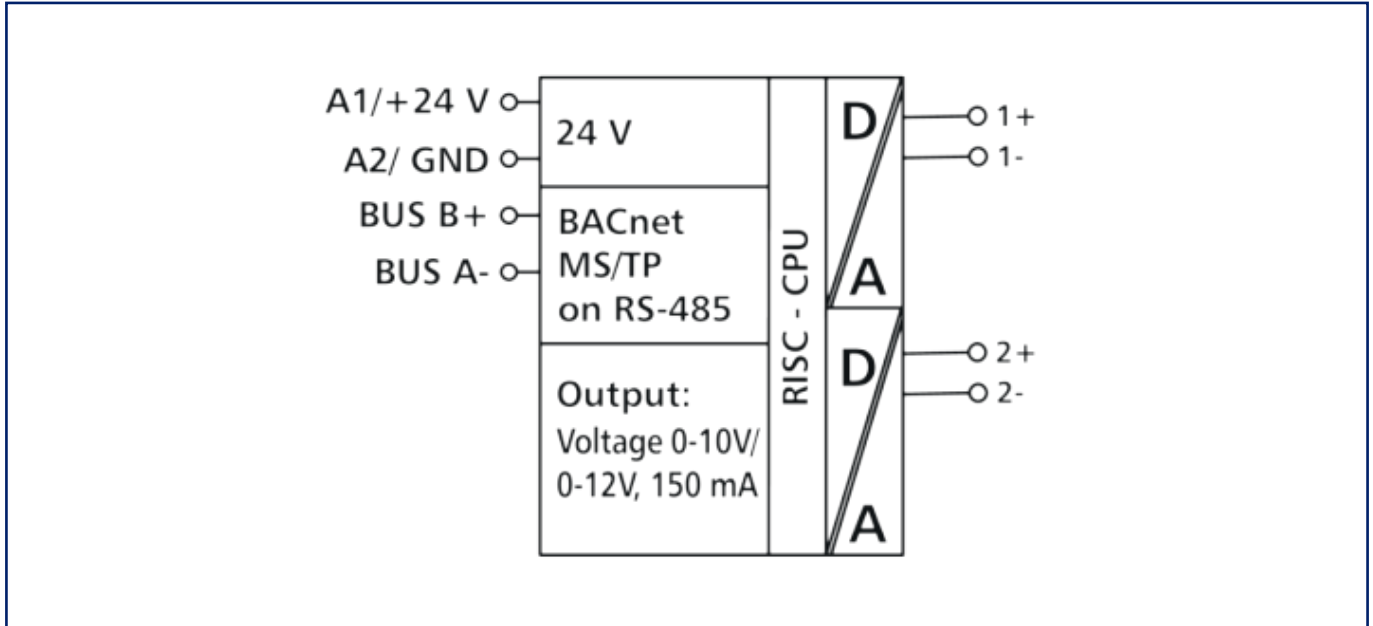 A1/+24 V
A2/ GND
BUS B+
BUS A-
24 V
BACnet
MS/TP
on RS-485
Output:
Voltage 0-10V/
0-12V, 150 mA
RISC - CPU
D
A
D
A
1+
1-
2+
2-